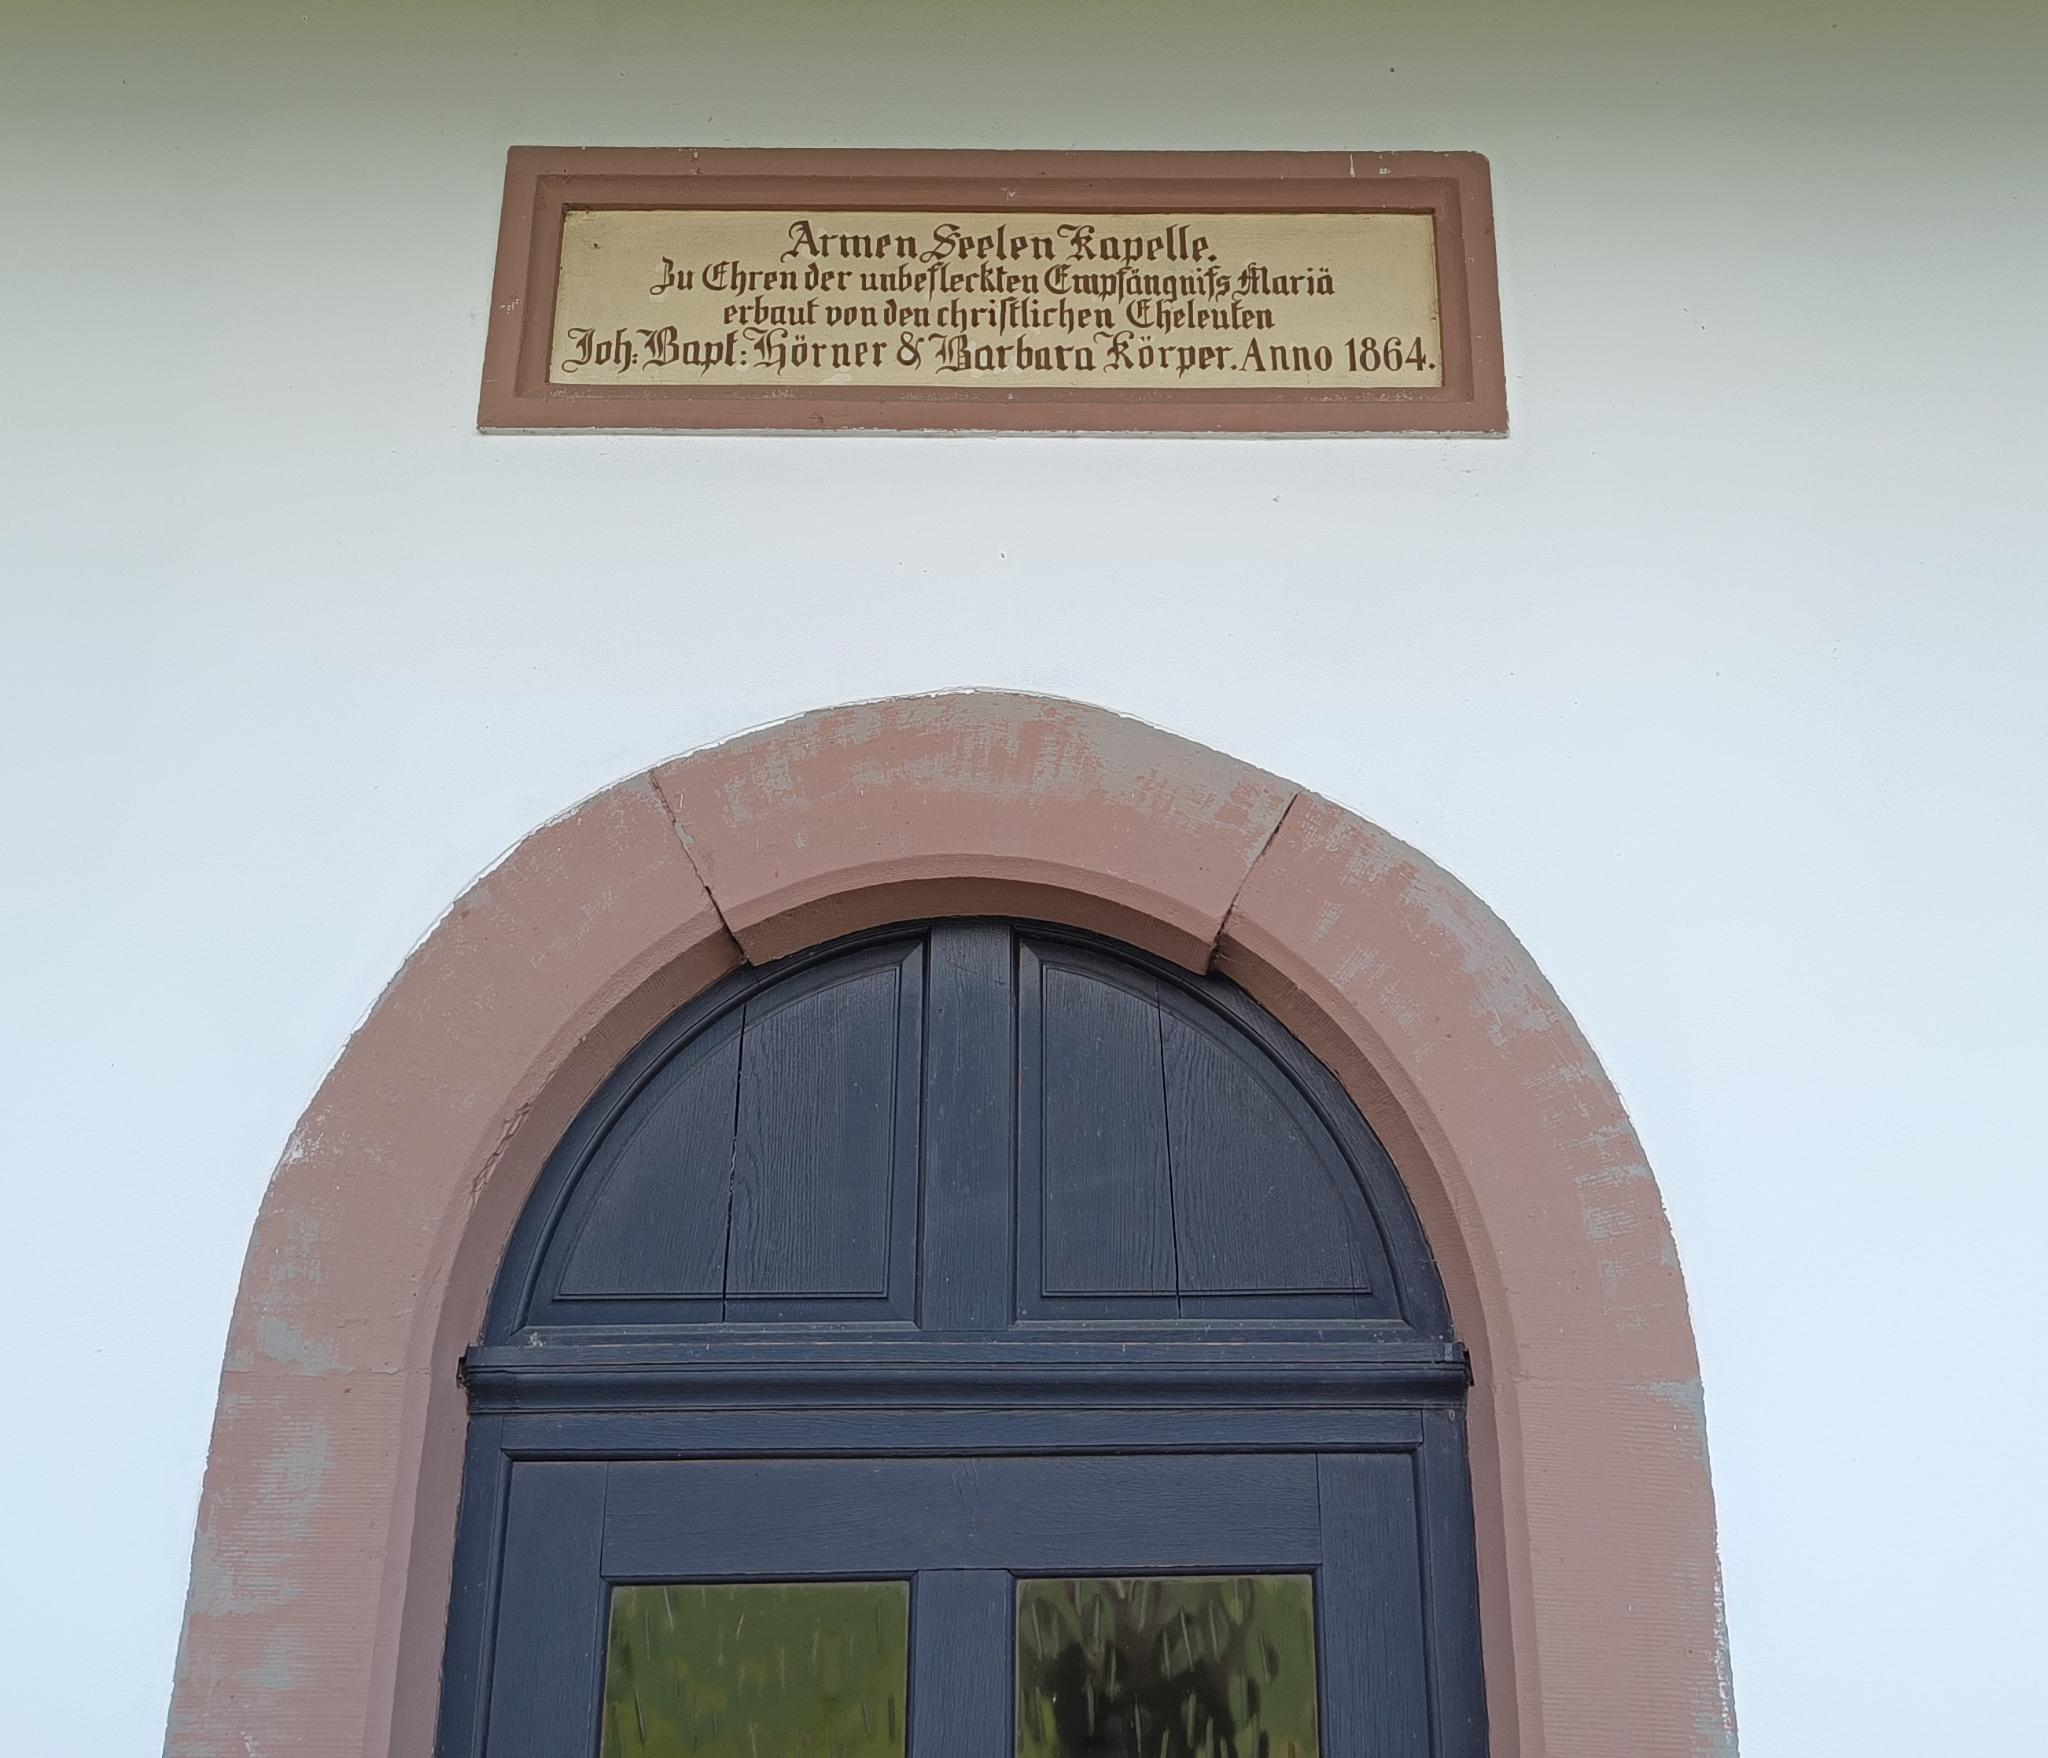 Armen Seelen Kapelle.
Zu Ehren der unbefleckten Empfängniſs Mariä
erbaut von den chriſtlichen Eheleuten
Joh: Bapt: Hörner & Barbara Körper. Anno 1864.